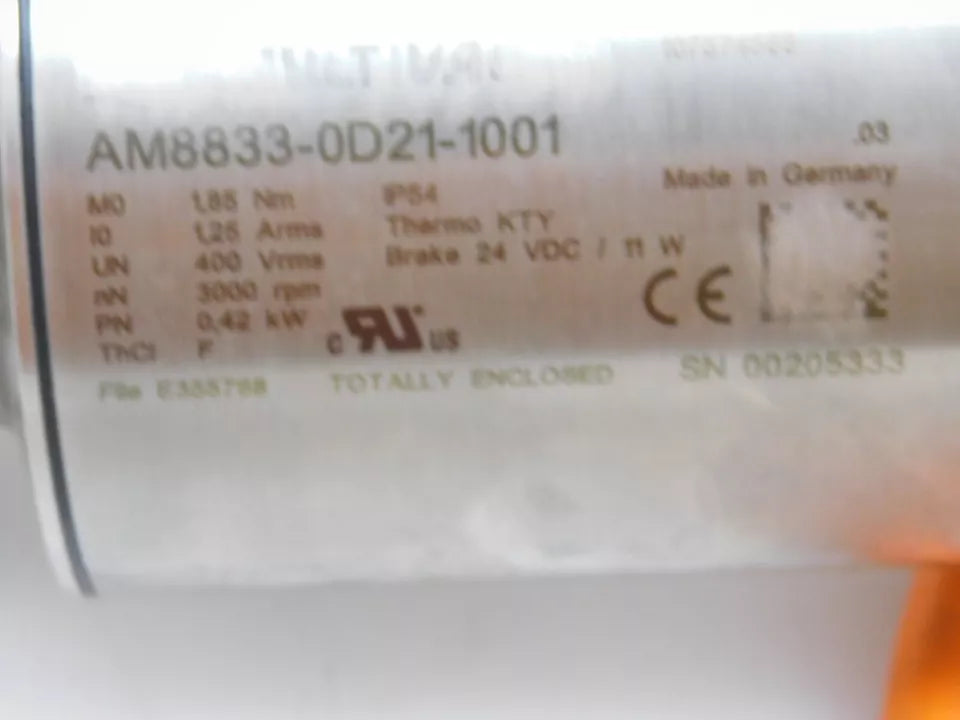 AM8833-0D21-1001
.03
Made in Germany
M0 1,85 Nm IP54
I0 1,25 Arms Thermo KTY
UN 400 Vrms Brake 24 VDC / 11 W
nN 3000 rpm
PN 0,42 kW
ThCl F
c RU US
CE
File TOTALLY ENCLOSED
SN 00205333